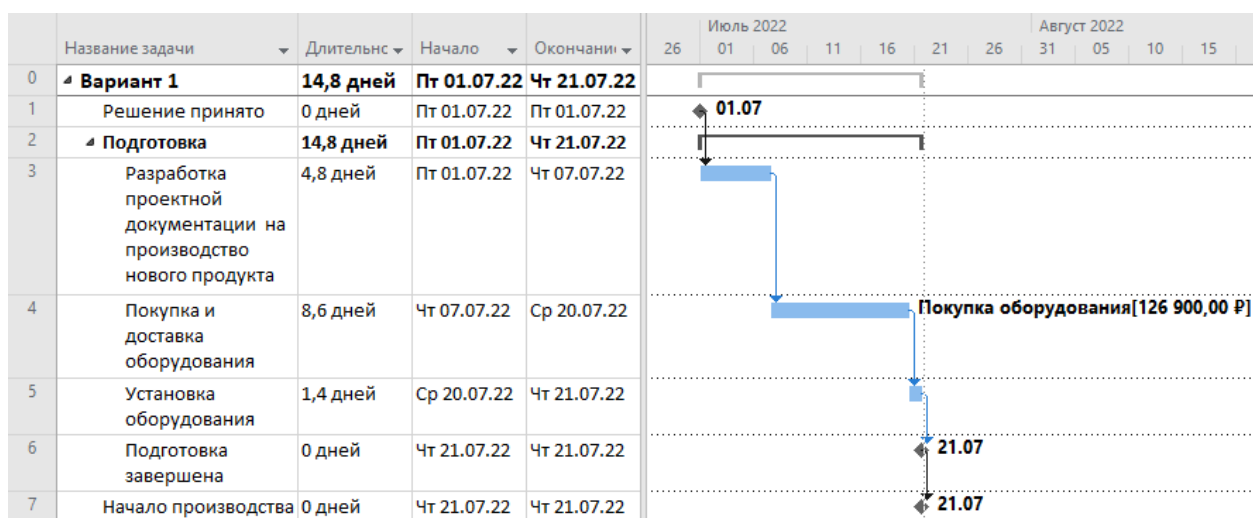 Июль 2022 Август 2022
Название задачи Длительнс Начало Окончани 26 01 06 11 16 21 26 31 05 10 15
0 Вариант 1 14,8 дней Пт 01.07.22 Чт 21.07.22
1 Решение принято 0 дней Пт 01.07.22 Пт 01.07.22 01.07
2 Подготовка 14,8 дней Пт 01.07.22 Чт 21.07.22
3 Разработка 4,8 дней Пт 01.07.22 Чт 07.07.22
проектной
документации на
производство
нового продукта
4 Покупка и 8,6 дней Чт 07.07.22 Ср 20.07.22 Покупка оборудования[126 900,00 ₽]
доставка
оборудования
5 Установка 1,4 дней Ср 20.07.22 Чт 21.07.22
оборудования
6 Подготовка 0 дней Чт 21.07.22 Чт 21.07.22 21.07
завершена
7 Начало производства 0 дней Чт 21.07.22 Чт 21.07.22 21.07